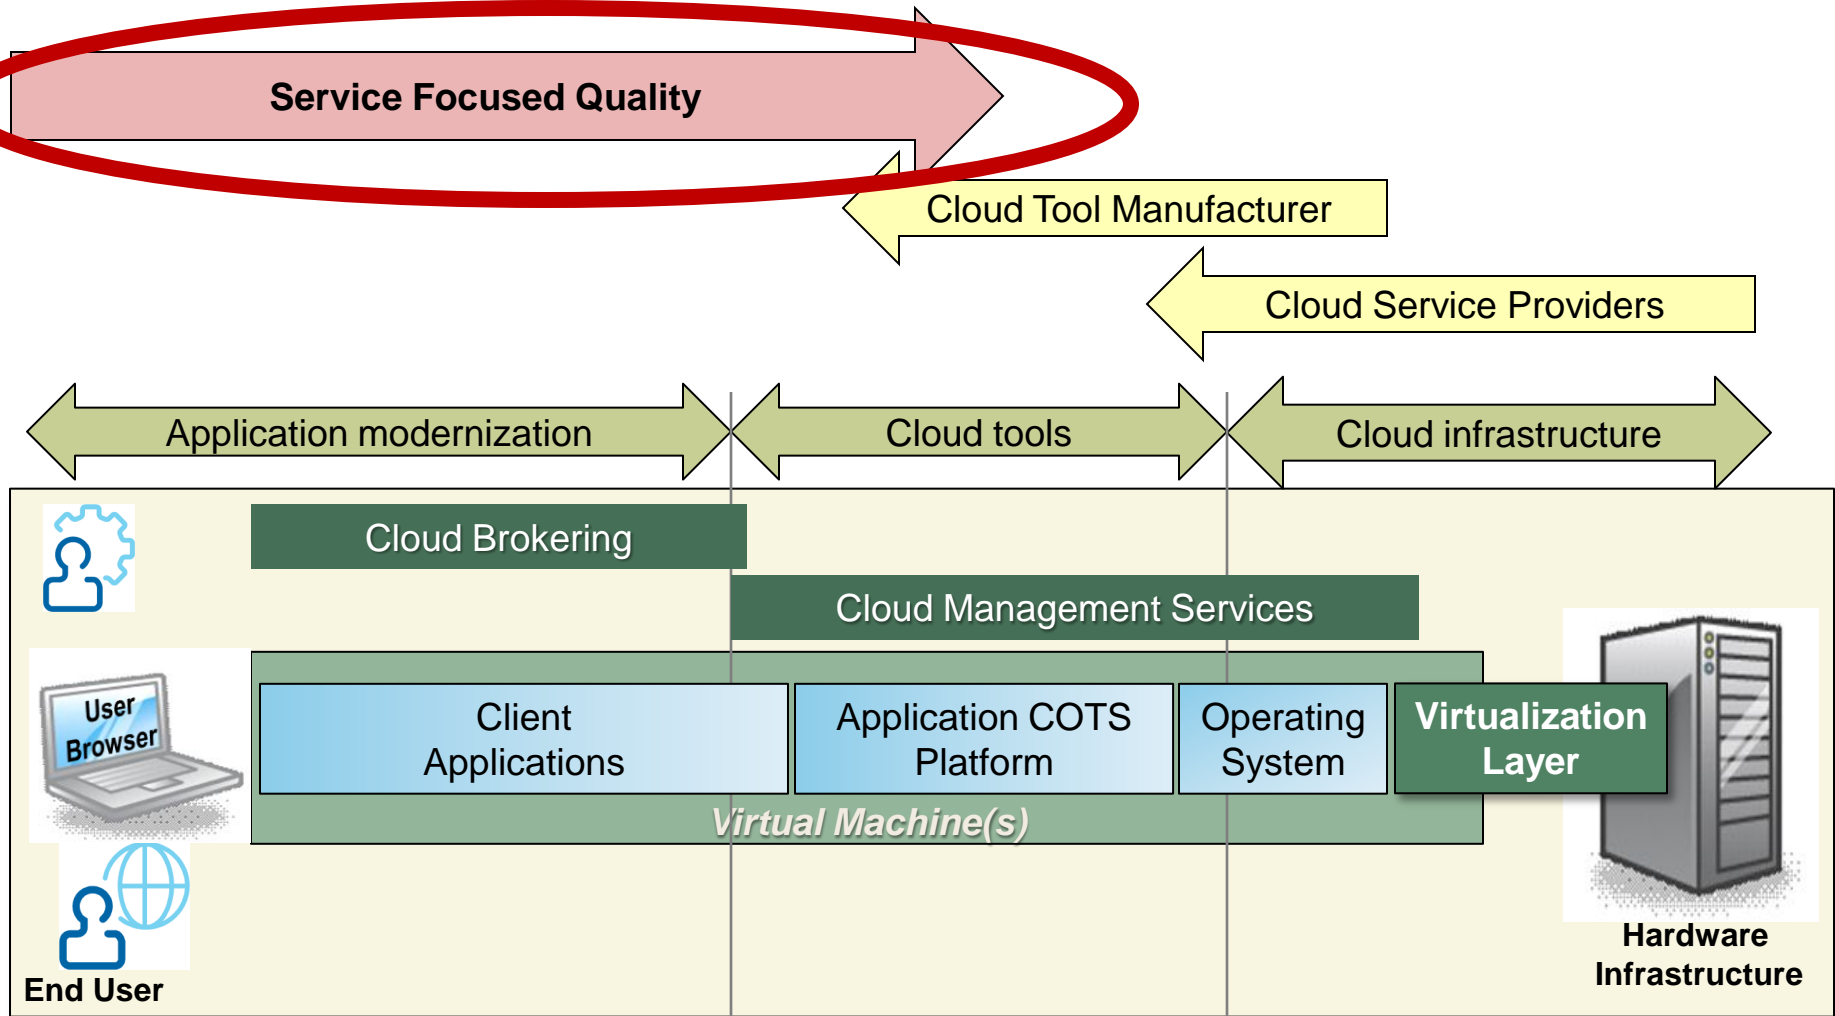 Service Focused Quality
Cloud Tool Manufacturer
Cloud Service Providers
Application modernization
Cloud tools
Cloud infrastructure
Cloud Brokering
Cloud Management Services
User
Browser
Client
Applications
Application COTS
Platform
Operating
System
Virtualization
Layer
Virtual Machine(s)
End User
Hardware
Infrastructure